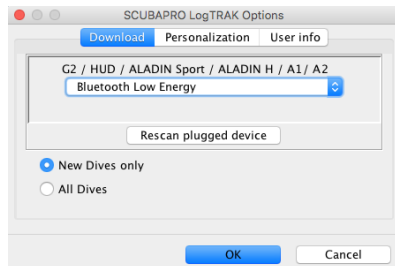 SCUBAPRO LogTRAK Options
Download Personalization User info
G2 / HUD / ALADIN Sport / ALADIN H / A1/ A2
Bluetooth Low Energy
Rescan plugged device
New Dives only
All Dives
OK Cancel